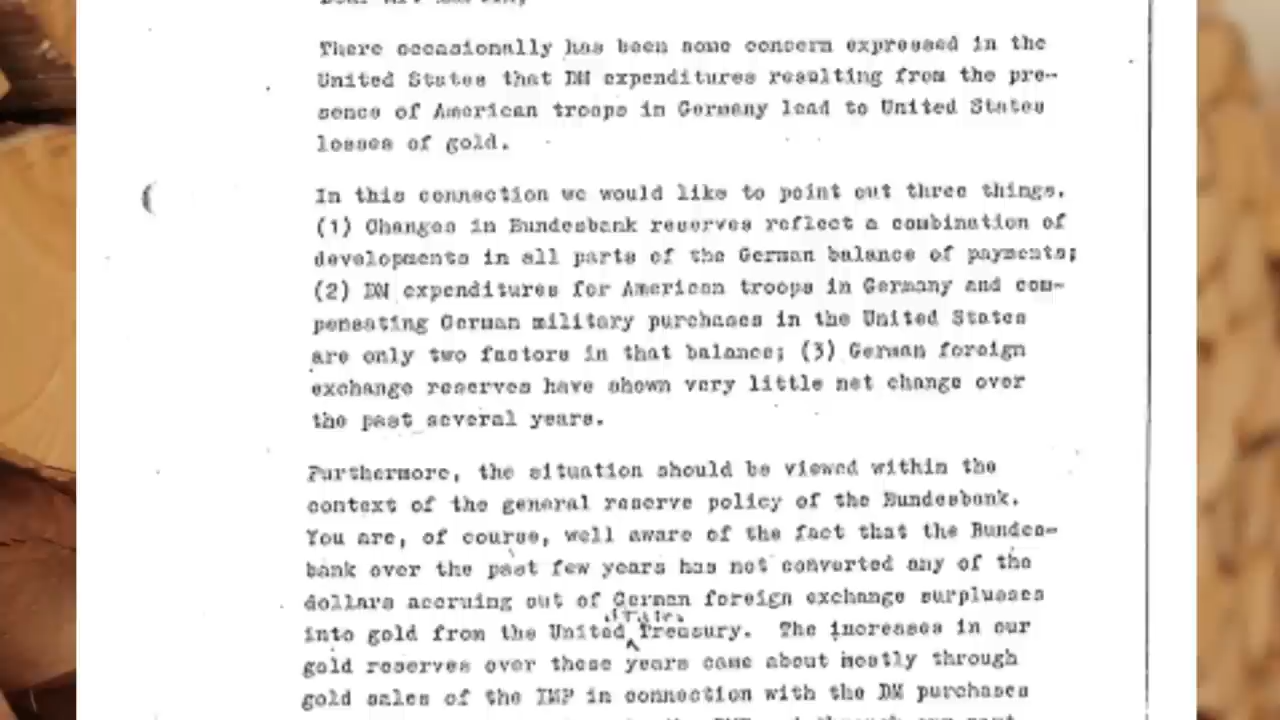 There occasionally has been some concern expressed in the
United States that DM expenditures resulting from the pre-
sence of American troops in Germany lead to United States
losses of gold.
In this connection we would like to point out three things.
(1) Changes in Bundesbank reserves reflect a combination of
developments in all parts of the German balance of payments;
(2) DM expenditures for American troops in Germany and com-
pensating German military purchases in the United States
are only two factors in that balance; (3) German foreign
exchange reserves have shown very little net change over
the past several years.
Furthermore, the situation should be viewed within the
context of the general reserve policy of the Bundesbank.
You are, of course, well aware of the fact that the Bundes-
bank over the past few years has not converted any of the
dollars accruing out of German foreign exchange surplusses
States
into gold from the United Treasury. The increases in our
gold reserves over these years came about mostly through
gold sales of the IMF in connection with the DM purchases